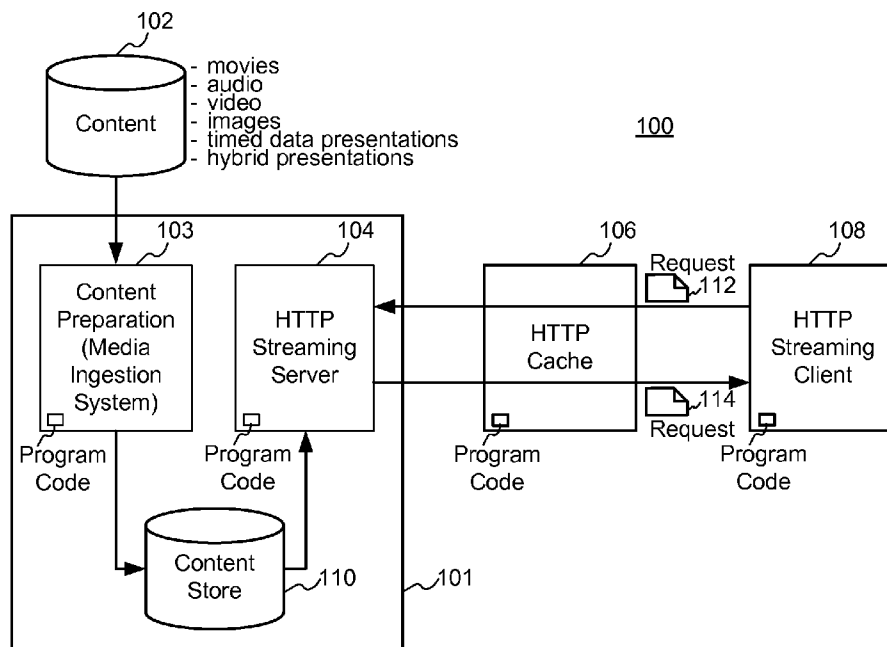 102
- movies
- audio
- video
- images
- timed data presentations
- hybrid presentations
Content
100
103
104
106
108
Content
Preparation
(Media
Ingestion
System)
HTTP
Streaming
Server
HTTP
Cache
Request
112
HTTP
Streaming
Client
114
Request
Program
Code
Program
Code
Program
Code
Program
Code
Content
Store
110
101